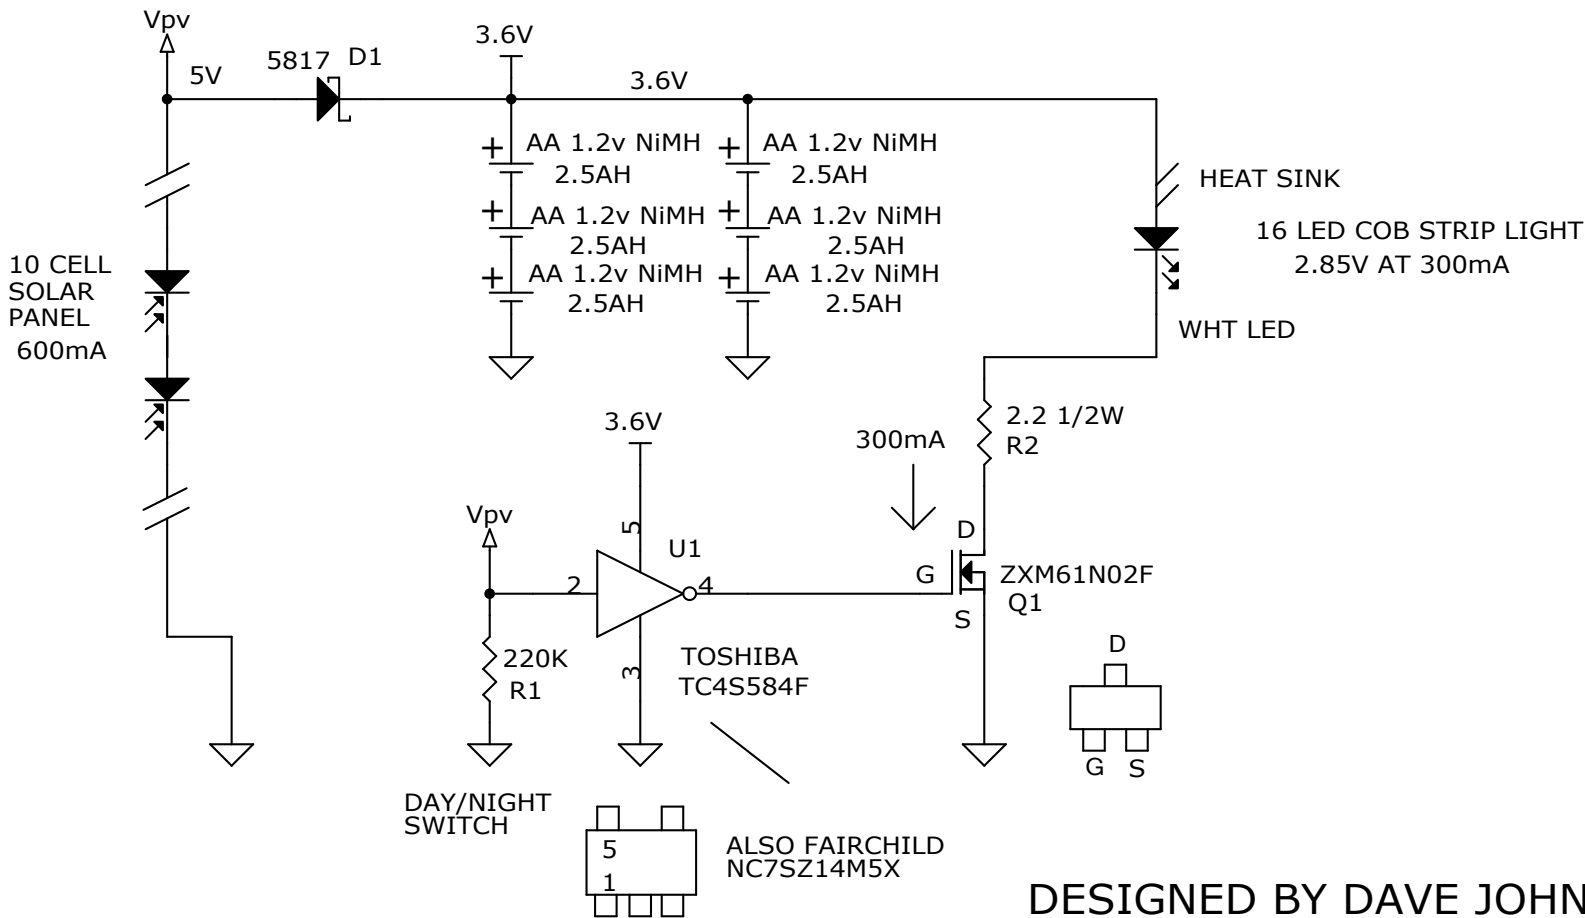 Vpv
5V
5817
D1
3.6V
3.6V
+ AA 1.2v NiMH
2.5AH
+ AA 1.2v NiMH
2.5AH
+ AA 1.2v NiMH
2.5AH
+ AA 1.2v NiMH
2.5AH
+ AA 1.2v NiMH
2.5AH
+ AA 1.2v NiMH
2.5AH
HEAT SINK
16 LED COB STRIP LIGHT
2.85V AT 300mA
WHT LED
10 CELL
SOLAR
PANEL
600mA
3.6V
300mA
2.2 1/2W
R2
Vpv
5
U1
2
4
3
220K
R1
TOSHIBA
TC4S584F
D
G
S
ZXM61N02F
Q1
D
G
S
DAY/NIGHT
SWITCH
5
1
ALSO FAIRCHILD
NC7SZ14M5X
DESIGNED BY DAVE JOHN